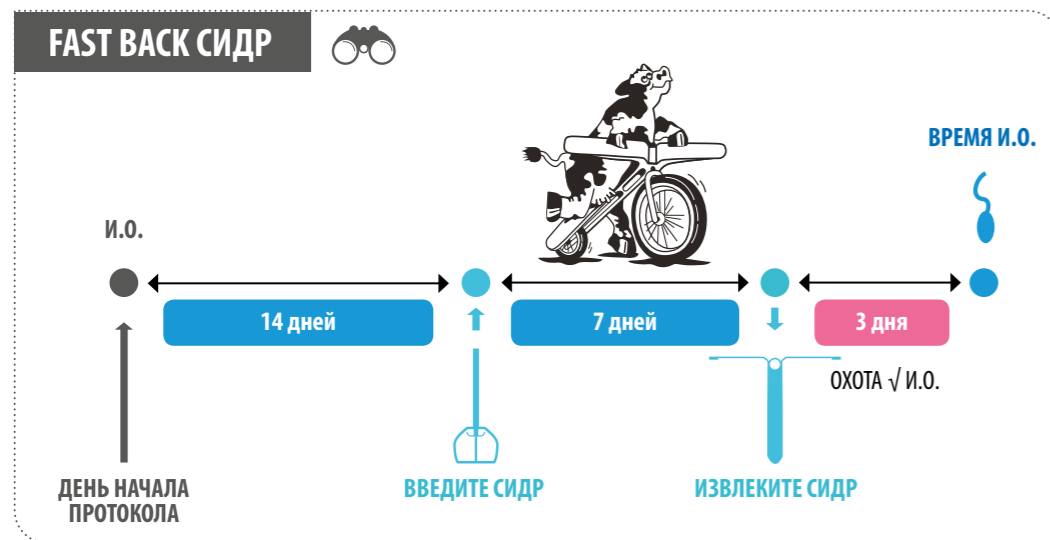 FAST BACK СИДР
ВРЕМЯ И.О.
И.О.
14 дней
7 дней
3 дня
ОХОТА √ И.О.
ДЕНЬ НАЧАЛА
ПРОТОКОЛА
ВВЕДИТЕ СИДР
ИЗВЛЕКИТЕ СИДР